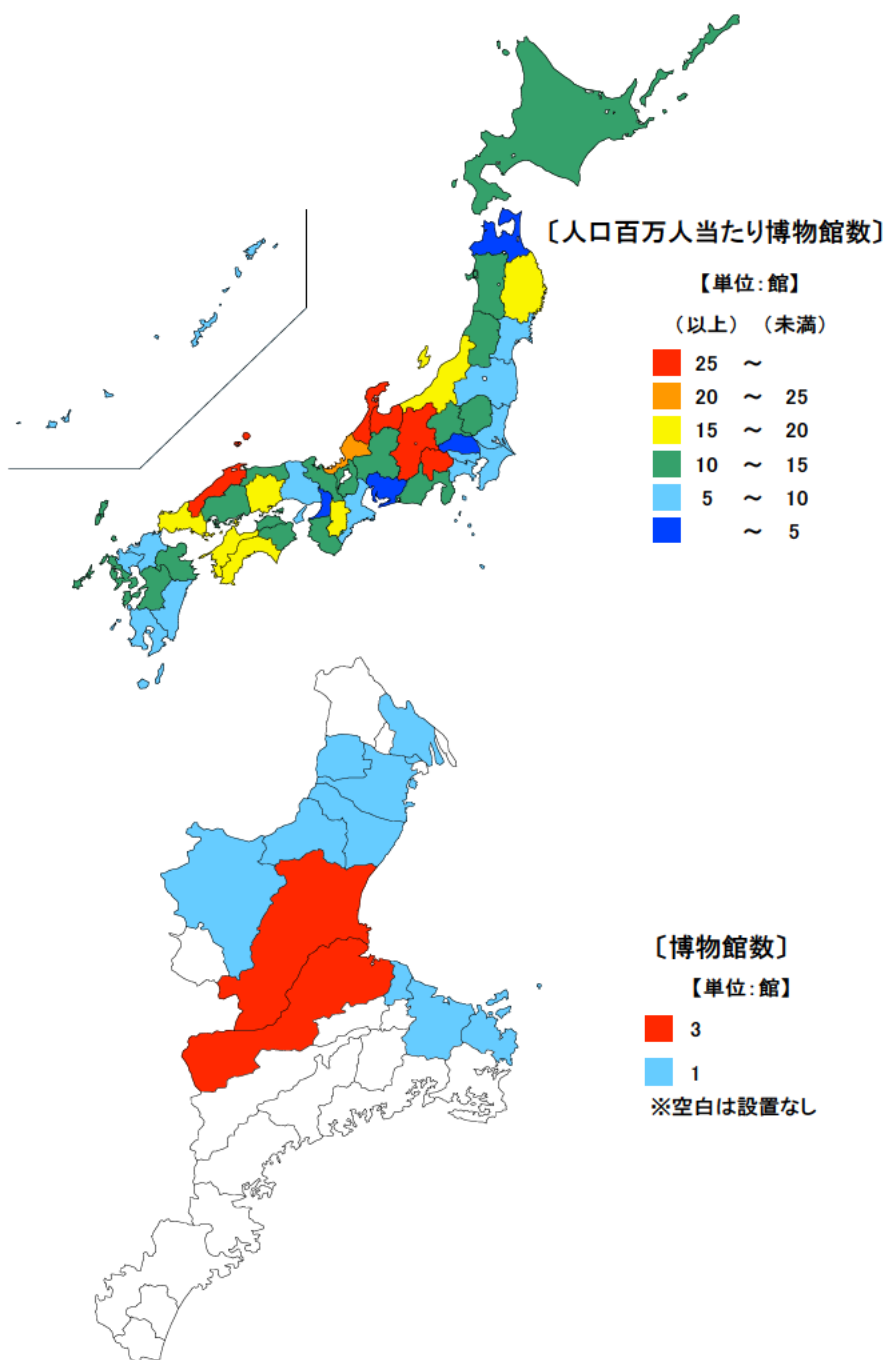 〔人口百万人当たり博物館数〕
【単位：館】
（以上） （未満）
25 ～
20 ～ 25
15 ～ 20
10 ～ 15
5 ～ 10
～ 5
〔博物館数〕
【単位：館】
3
1
※空白は設置なし